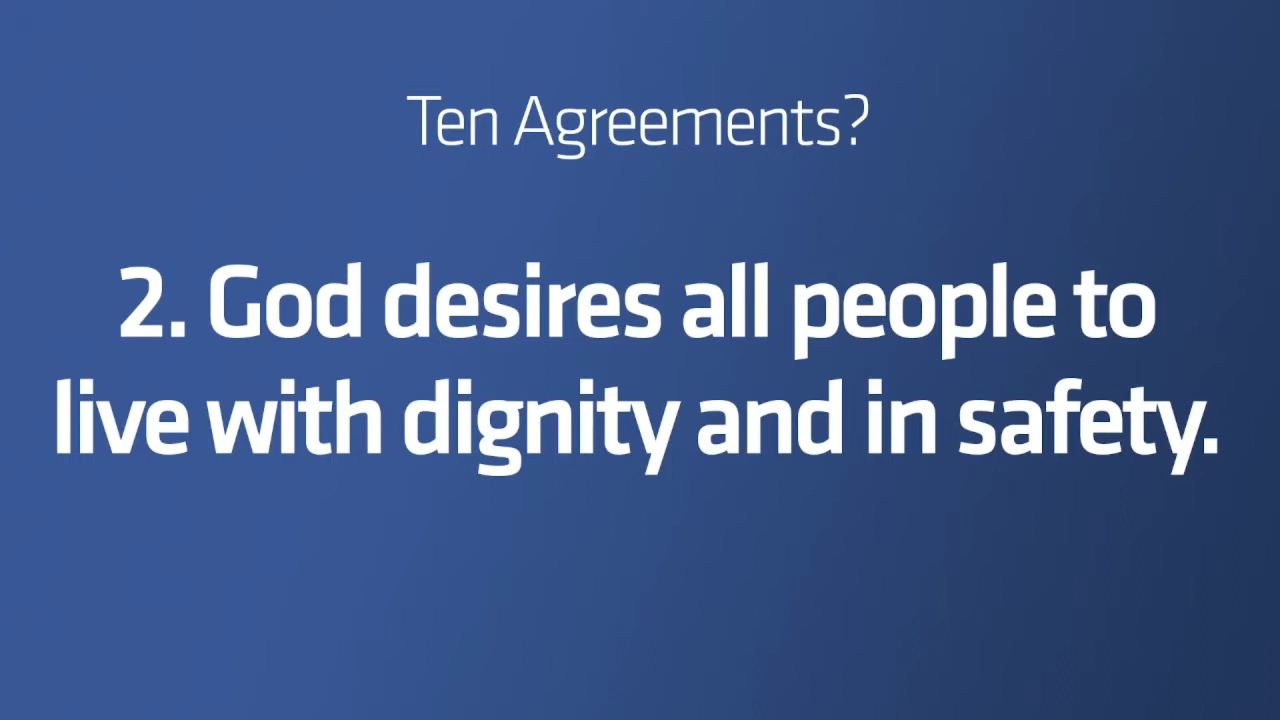 Ten Agreements?
2. God desires all people to
live with dignity and in safety.